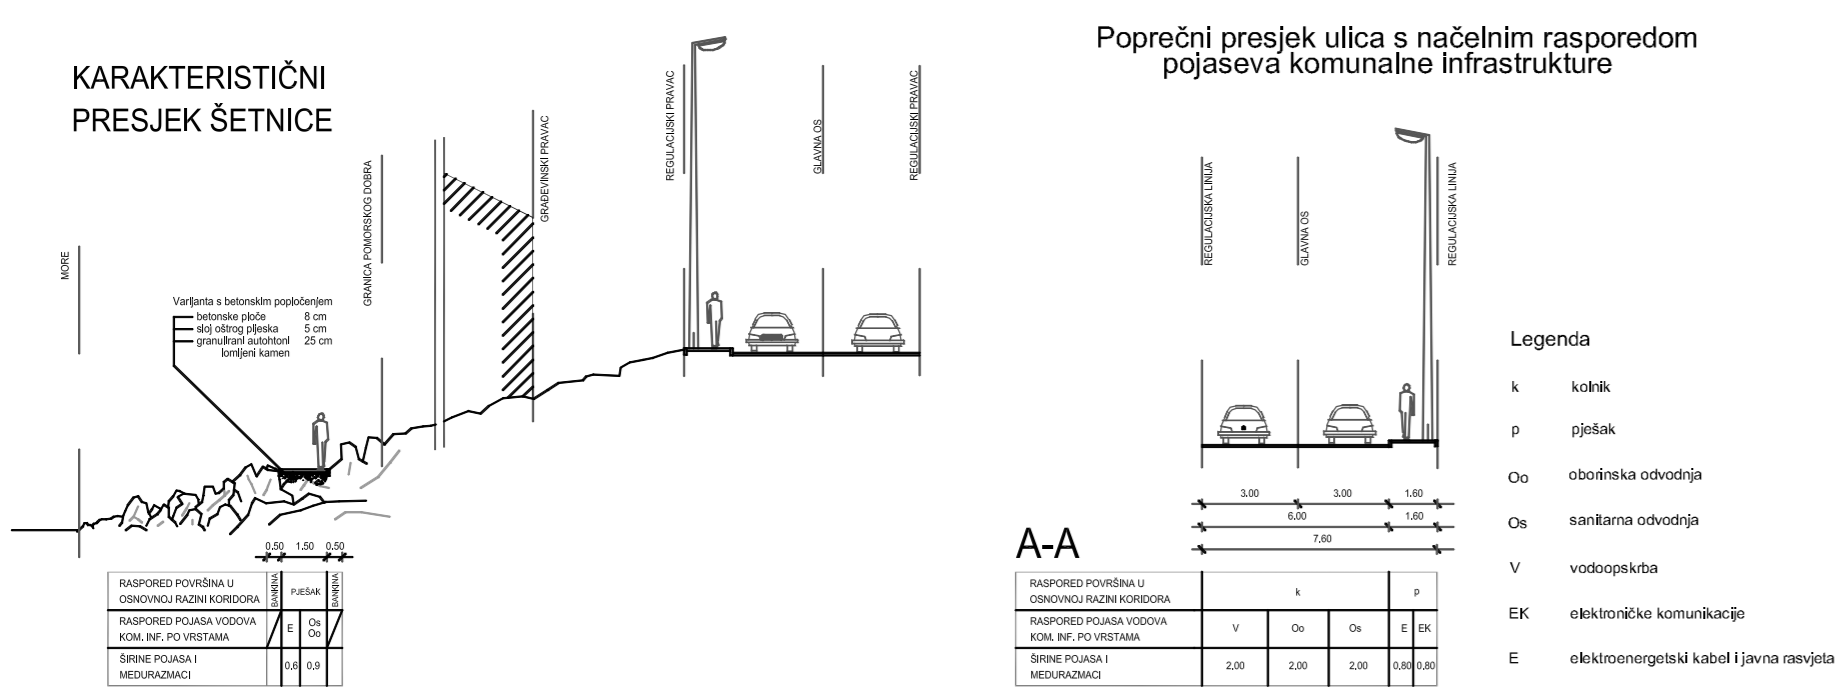 KARAKTERISTIČNI
PRESJEK ŠETNICE
MORE
GRANICA POMORSKOG DOBRA
GRAĐEVINSKI PRAVAC
REGULACIJSKI PRAVAC
GLAVNA OS
REGULACIJSKI PRAVAC
Varijanta s betonskim popločenjem
betonske ploče 8 cm
sloj oštrog pijeska 5 cm
granulirani autohtoni 25 cm
lomljeni kamen
0.50 1.50 0.50
RASPORED POVRŠINA U
OSNOVNOJ RAZINI KORIDORA
BANKINA
PJEŠAK
BANKINA
RASPORED POJASA VODOVA
KOM. INF. PO VRSTAMA
E
Os
Oo
ŠIRINE POJASA I
MEDURAZMACI
0,6 0,9
Poprečni presjek ulica s načelnim rasporedom
pojaseva komunalne infrastrukture
REGULACIJSKA LINIJA
GLAVNA OS
REGULACIJSKA LINIJA
3.00 3.00 1.60
6.00 1.60
7.60
A-A
RASPORED POVRŠINA U
OSNOVNOJ RAZINI KORIDORA
k p
RASPORED POJASA VODOVA
KOM. INF. PO VRSTAMA
V Oo Os E EK
ŠIRINE POJASA I
MEDURAZMACI
2,00 2,00 2,00 0,80 0,80
Legenda
k kolnik
p pješak
Oo oborinska odvodnja
Os sanitarna odvodnja
V vodoopskrba
EK elektroničke komunikacije
E elektroenergetski kabel i javna rasvjeta